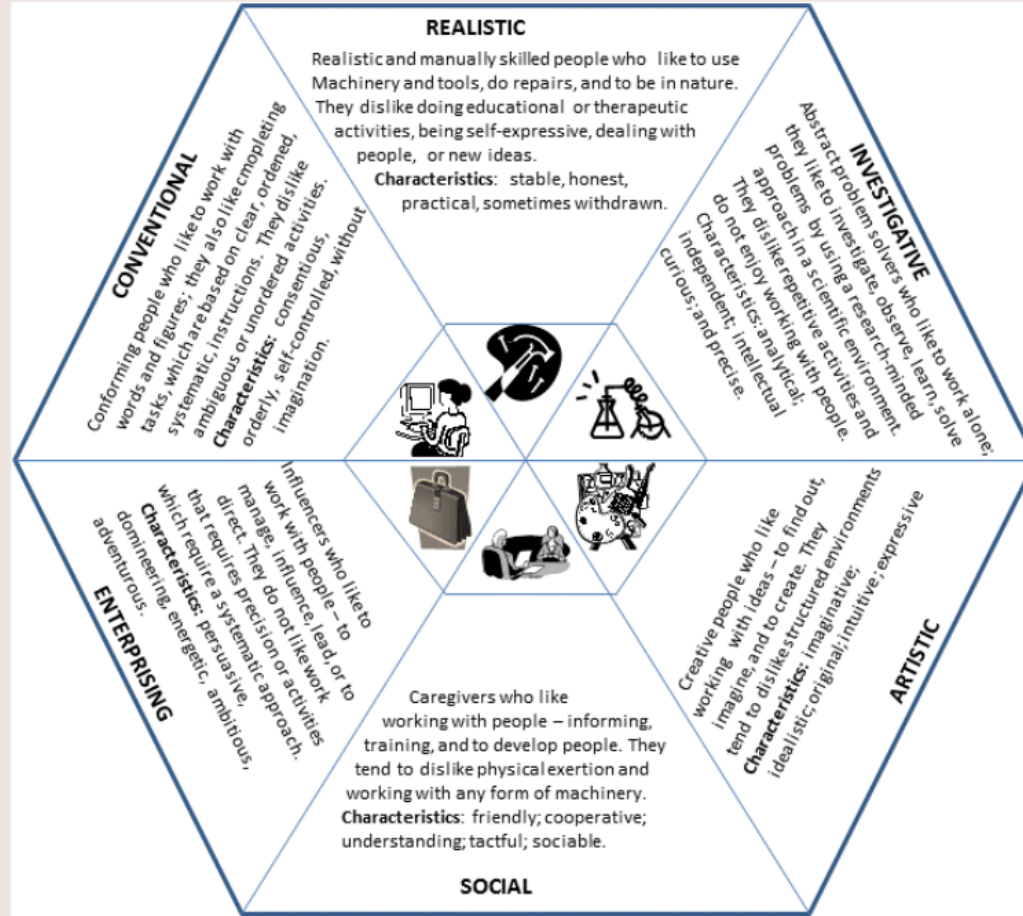 REALISTIC
Realistic and manually skilled people who like to use
Machinery and tools, do repairs, and to be in nature.
They dislike doing educational or therapeutic
activities, being self-expressive, dealing with
people, or new ideas.
Characteristics: stable, honest,
practical, sometimes withdrawn.
INVESTIGATIVE
Abstract problem solvers who like to work alone;
they like to investigate, observe, learn, solve
problems by using a research-minded
approach in a scientific environment.
They dislike repetitive activities and
do not enjoy working with people.
Characteristics: analytical;
independent; intellectual
curious; and precise.
ARTISTIC
Creative people who like
working with ideas – to find out,
imagine, and to create. They
tend to dislike structured environments
Characteristics: imaginative;
idealistic; original; intuitive; expressive
Caregivers who like
working with people – informing,
training, and to develop people. They
tend to dislike physical exertion and
working with any form of machinery.
Characteristics: friendly; cooperative;
understanding; tactful; sociable.
SOCIAL
ENTERPRISING
Influencers who like to
work with people – to
manage, influence, lead, or to
direct. They do not like work
that requires precision or activities
which require a systematic approach.
Characteristics: persuasive,
domineering, energetic, ambitious,
adventurous.
CONVENTIONAL
Conforming people who like to work with
words and figures; they also like cmopleting
tasks, which are based on clear, ordered,
systematic, instructions. They dislike
ambiguous or unordered activities.
Characteristics: consentious,
orderly, self-controlled, without
imagination.